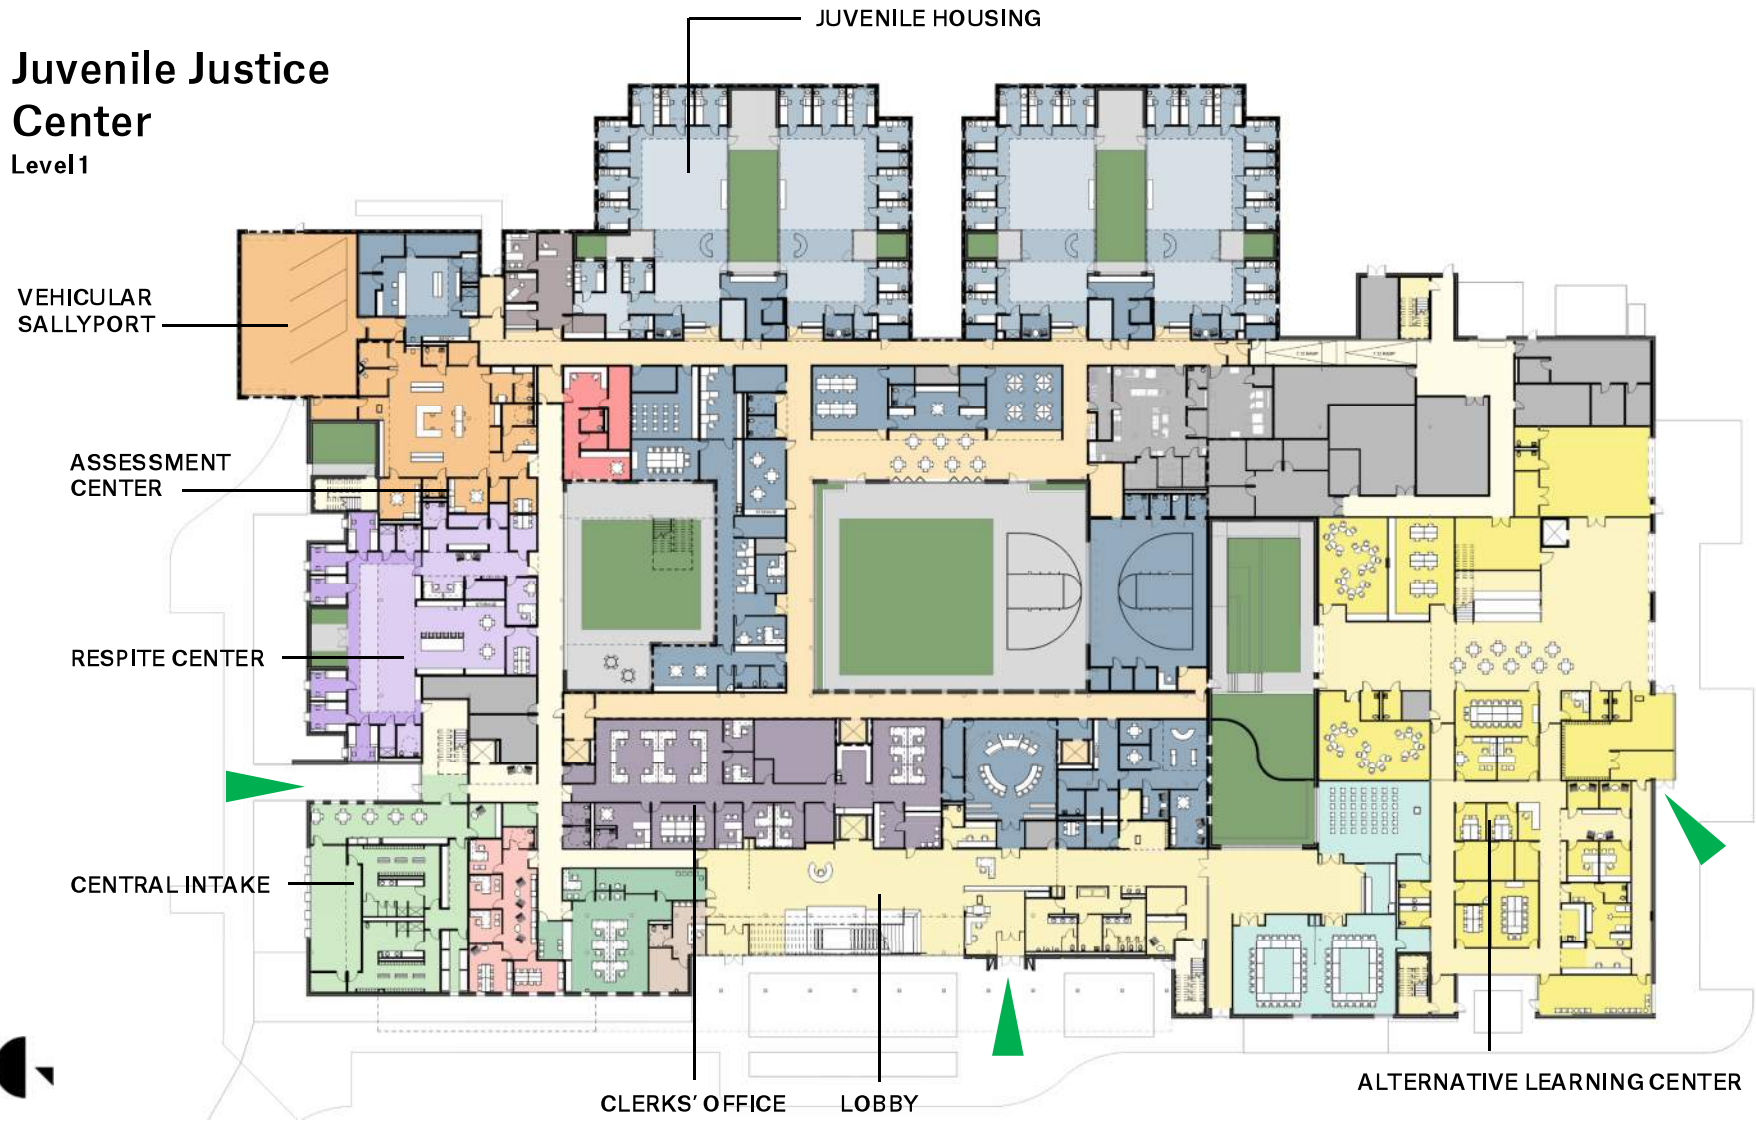 JUVENILE HOUSING
Juvenile Justice
Center
Level 1
VEHICULAR
SALLYPORT
ASSESSMENT
CENTER
RESPITE CENTER
CENTRAL INTAKE
CLERKS' OFFICE
LOBBY
ALTERNATIVE LEARNING CENTER